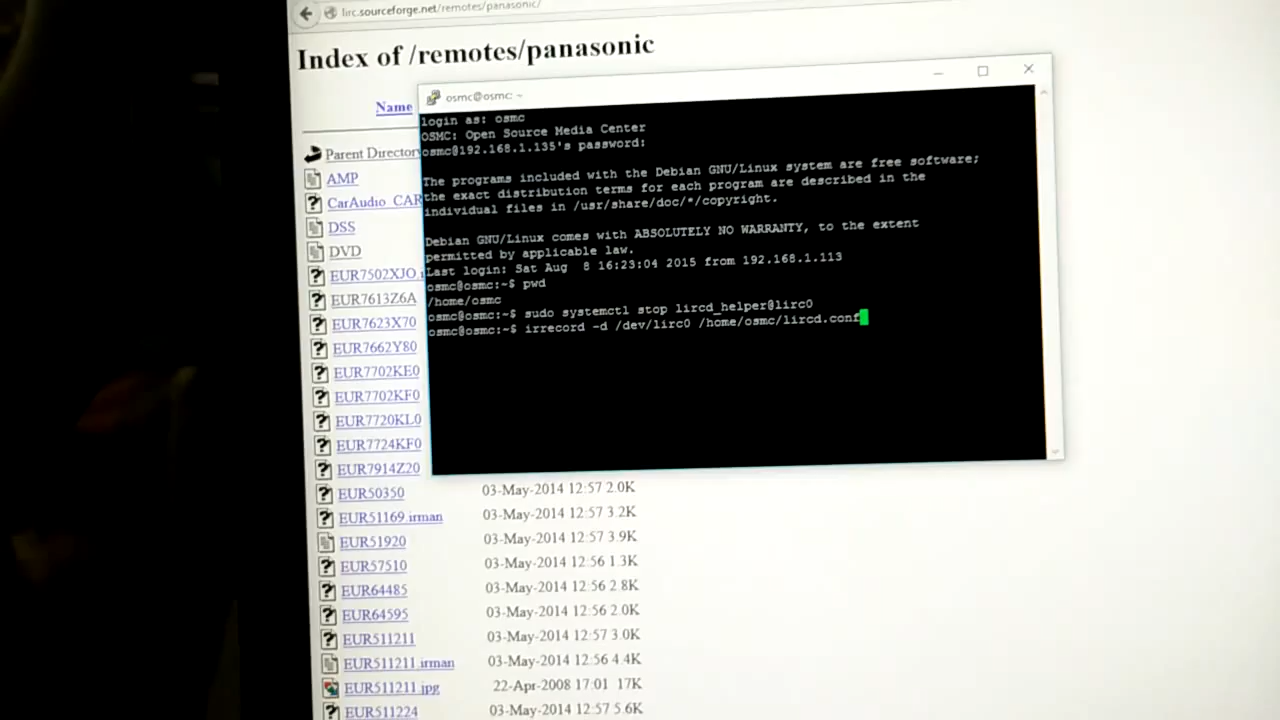 lirc.sourceforge.net/remotes/panasonic/
Index of /remotes/panasonic
Name
Parent Directory
AMP
CarAudio_CAR
DSS
DVD
EUR7502XJO.
EUR7613Z6A
EUR7623X70
EUR7662Y80
EUR7702KE0
EUR7702KF0
EUR7720KL0
EUR7724KF0
EUR7914Z20
EUR50350 03-May-2014 12:57 2.0K
EUR51169.irman 03-May-2014 12:57 3.2K
EUR51920 03-May-2014 12:57 3.9K
EUR57510 03-May-2014 12:56 1.3K
EUR64485 03-May-2014 12:56 2.8K
EUR64595 03-May-2014 12:56 2.0K
EUR511211 03-May-2014 12:57 3.0K
EUR511211.irman 03-May-2014 12:56 4.4K
EUR511211.jpg 22-Apr-2008 17:01 17K
EUR511224 03-May-2014 12:57 5.6K
osmc@osmc: ~
login as: osmc
OSMC: Open Source Media Center
osmc@192.168.1.135's password:
The programs included with the Debian GNU/Linux system are free software;
the exact distribution terms for each program are described in the
individual files in /usr/share/doc/*/copyright.
Debian GNU/Linux comes with ABSOLUTELY NO WARRANTY, to the extent
permitted by applicable law.
Last login: Sat Aug 8 16:23:04 2015 from 192.168.1.113
osmc@osmc:~$ pwd
/home/osmc
osmc@osmc:~$ sudo systemctl stop lircd_helper@lirc0
osmc@osmc:~$ irrecord -d /dev/lirc0 /home/osmc/lircd.conf